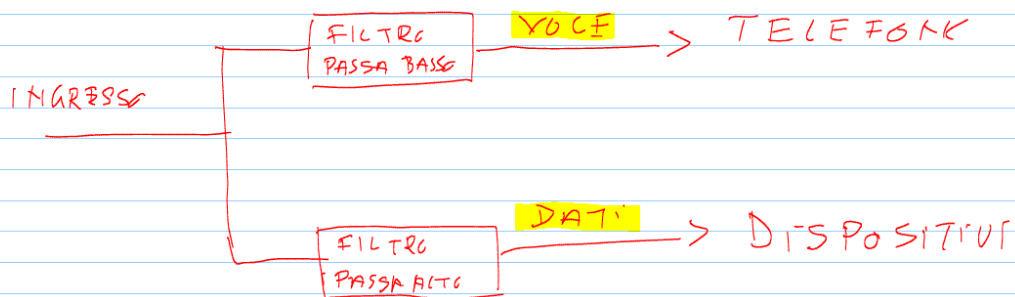 FILTRO
PASSA BASSO
VOCE
TELEFONO
INGRESSO
FILTRO
PASSA ALTO
DATI
DISPOSITIVI